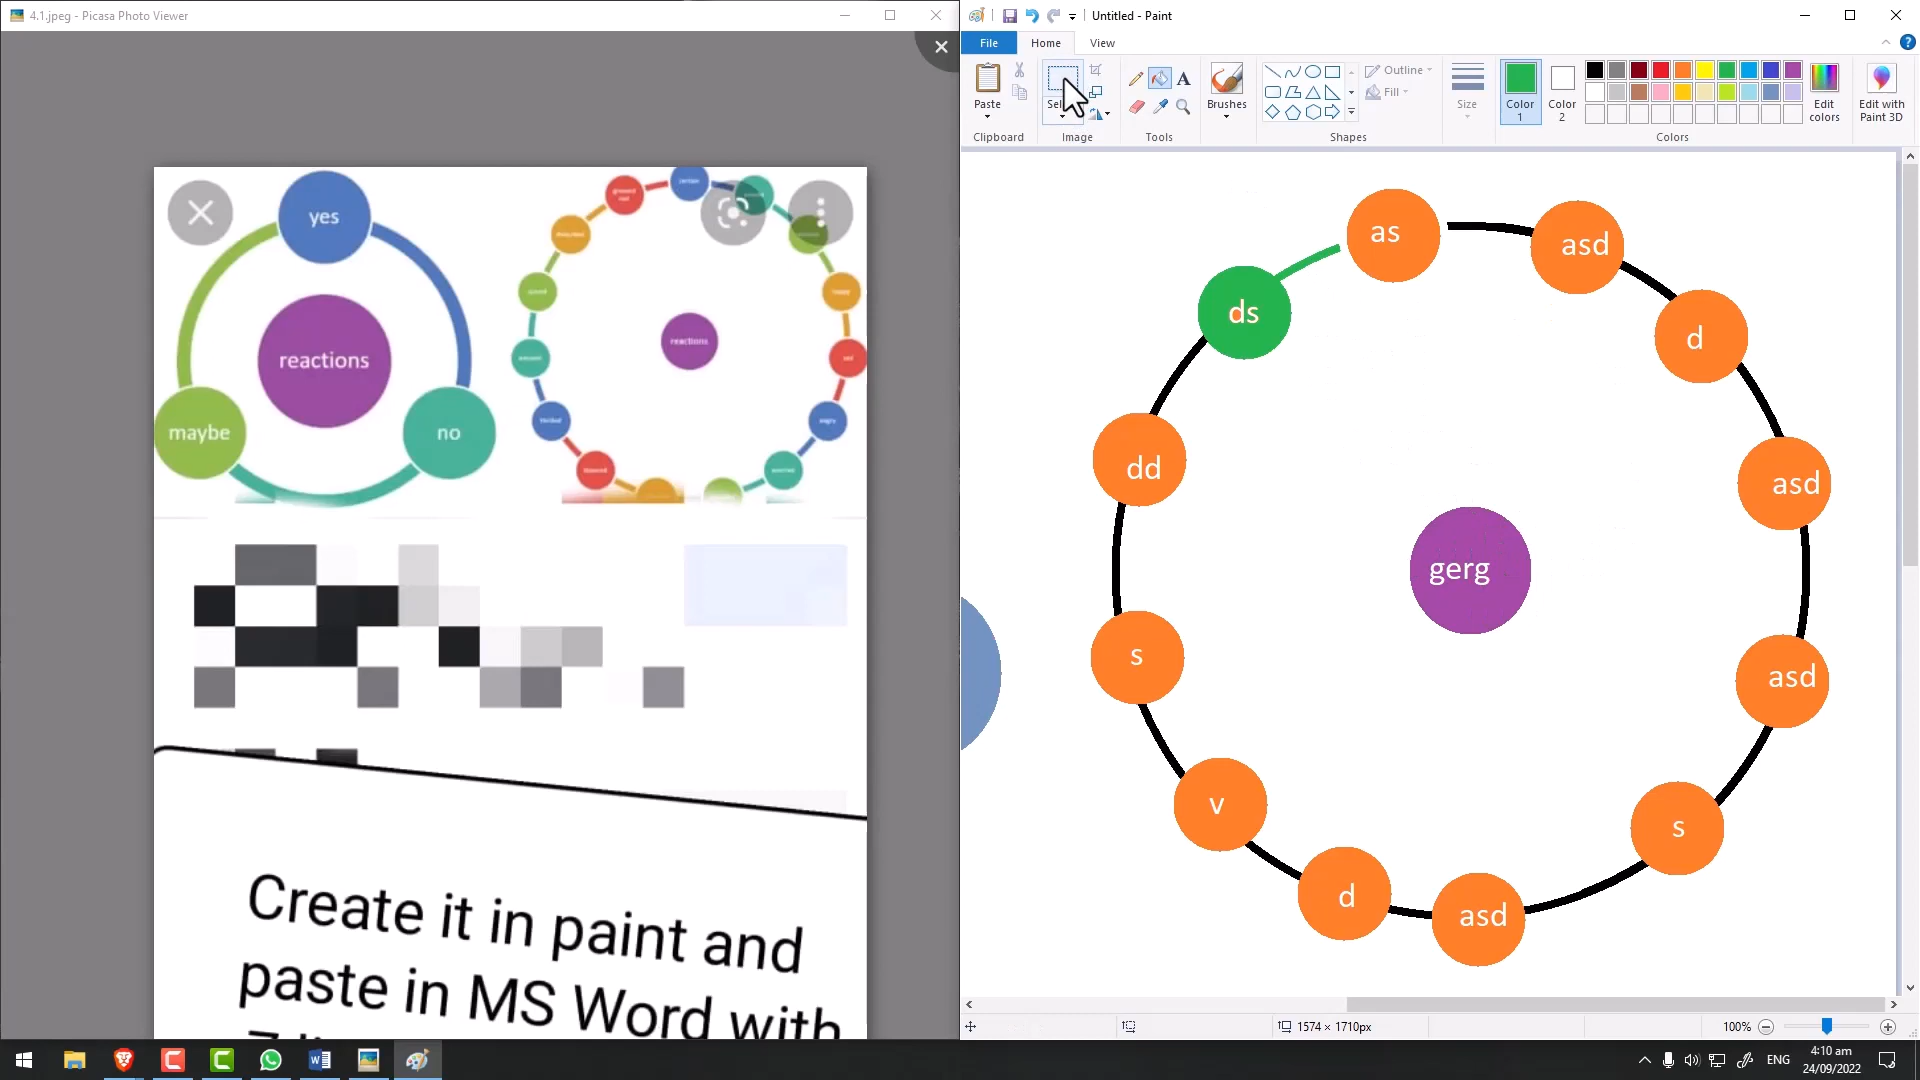 4.1.jpeg - Picasa Photo Viewer
yes
reactions
maybe
no
reactions
Create it in paint and
paste in MS Word with
Untitled - Paint
File
Home
View
Paste
Clipboard
Image
Tools
Brushes
Outline
Fill
Shapes
Size
Color
1
Color
2
Edit
colors
Edit with
Paint 3D
Colors
as
asd
d
asd
asd
s
asd
d
v
s
dd
ds
gerg
1574 × 1710px
100%
ENG
4:10 am
24/09/2022